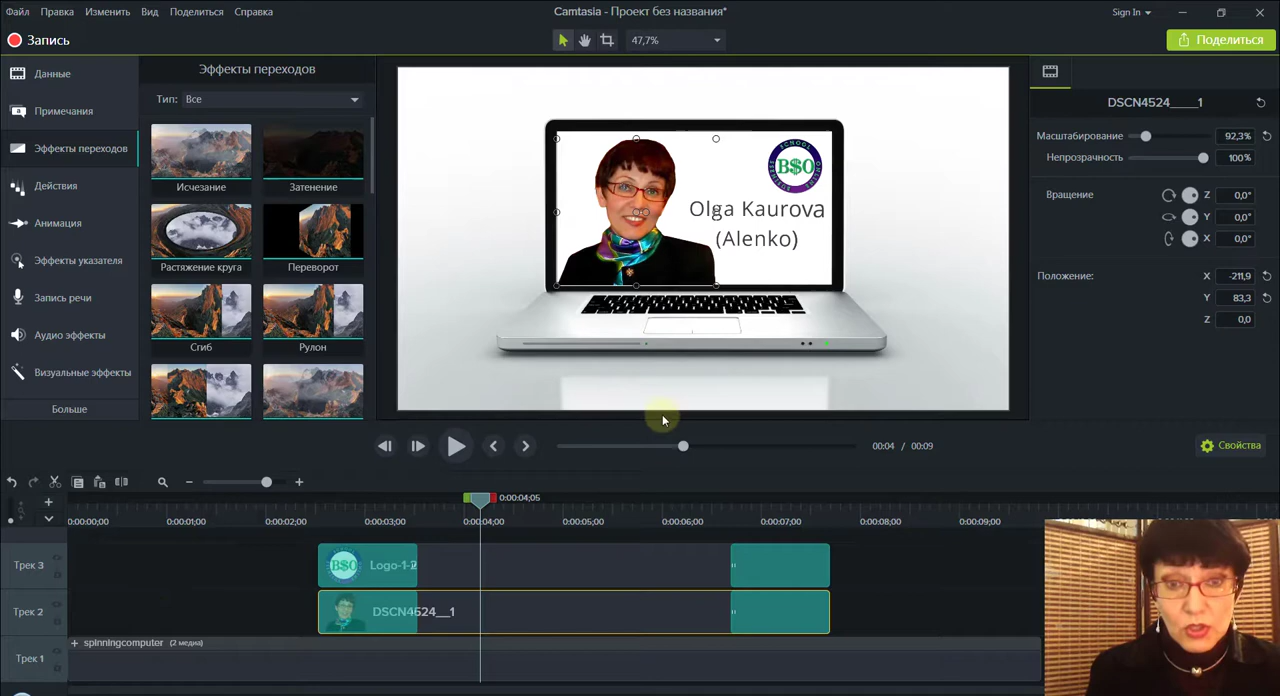 Файл Правка Изменить Вид Поделиться Справка
Camtasia - Проект без названия*
Sign In
Запись
47,7%
Поделиться
Данные
Примечания
Эффекты переходов
Действия
Анимация
Эффекты указателя
Запись речи
Аудио эффекты
Визуальные эффекты
Больше
Эффекты переходов
Тип: Все
Исчезание
Затенение
Растяжение круга
Переворот
Сгиб
Рулон
SCHOOL
B$O
BUSINESS ONLINE
Olga Kaurova
(Alenko)
DSCN4524____1
Масштабирование 92,3%
Непрозрачность 100%
Вращение Z 0,0°
Y 0,0°
X 0,0°
Положение: X -211,9
Y 83,3
Z 0,0
00:04 / 00:09
Свойства
0:00:04;05
0:00:00;00 0:00:01;00 0:00:02;00 0:00:03;00 0:00:04;00 0:00:05;00 0:00:06;00 0:00:07;00 0:00:08;00 0:00:09;00
Трек 3
B$O
Logo-1-2
Трек 2
DSCN4524__1
+ spinningcomputer (2 медиа)
Трек 1